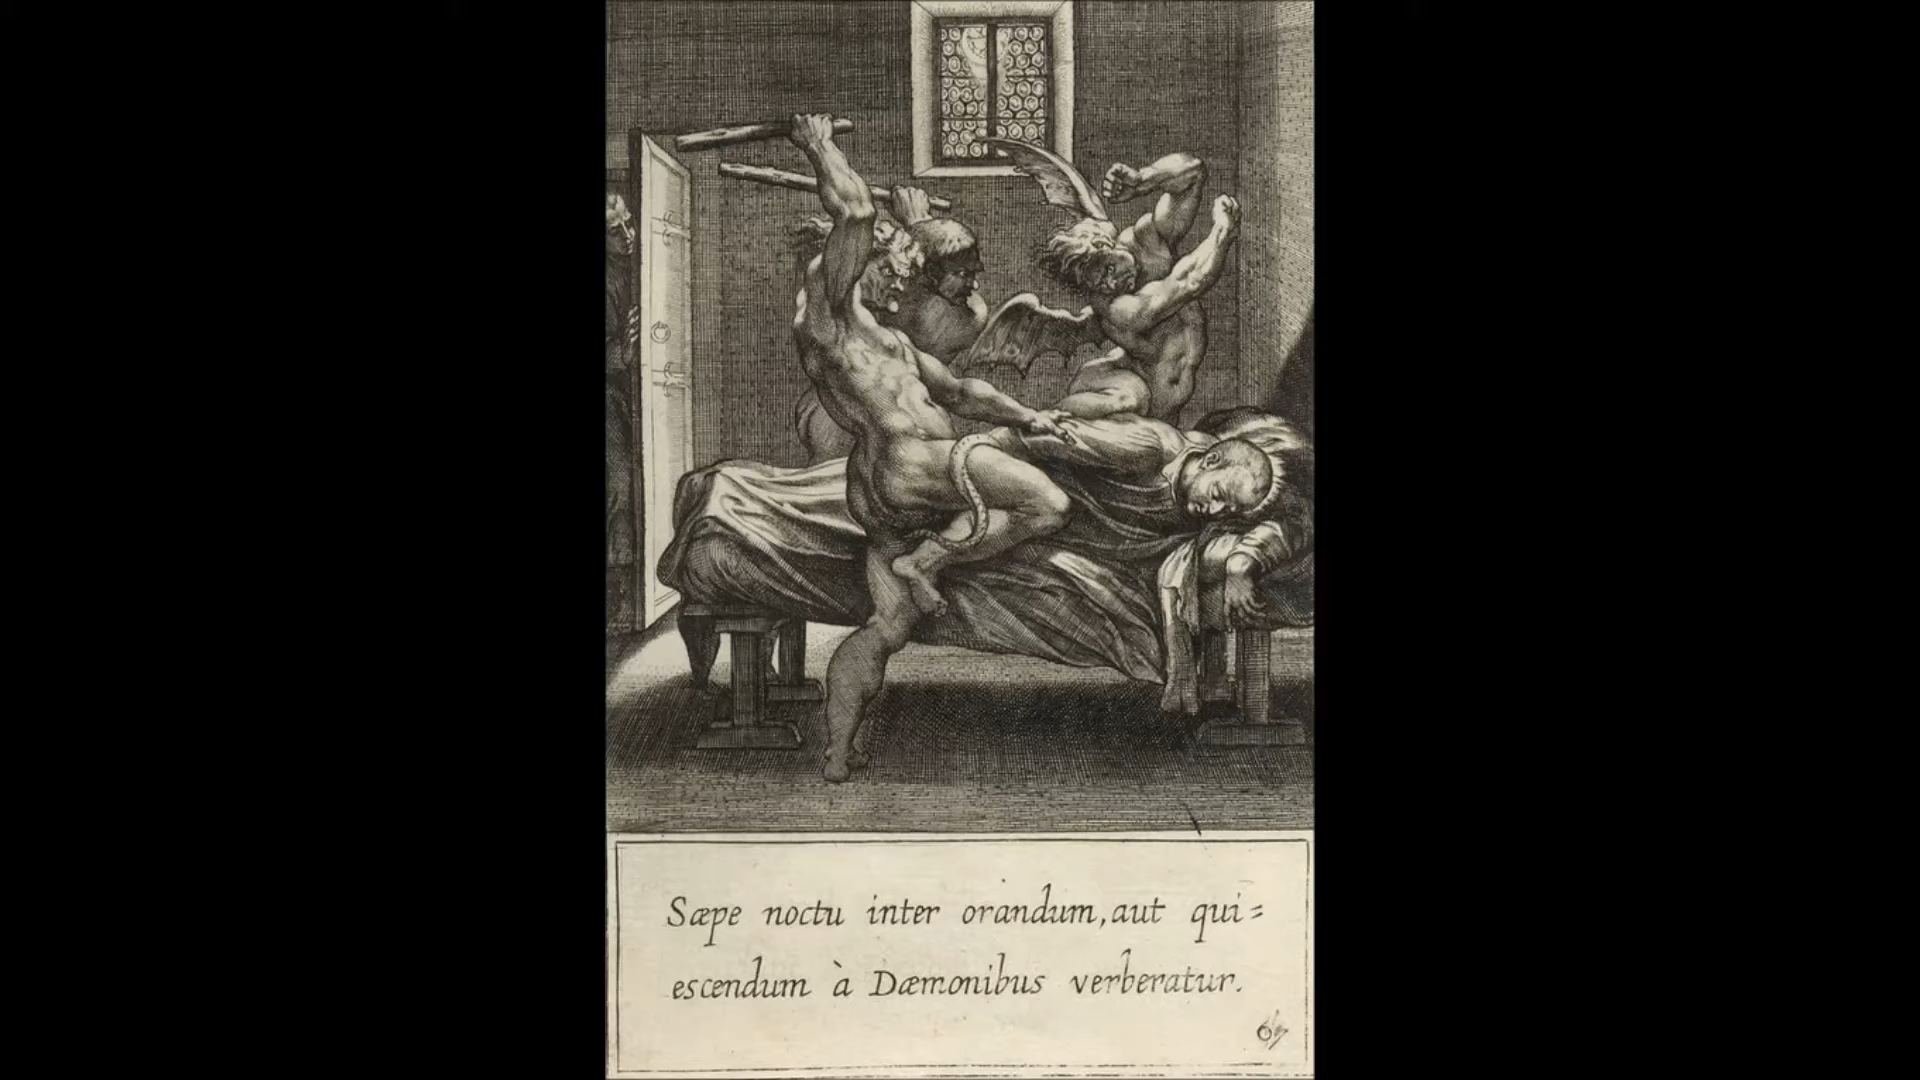 Sæpe noctu inter orandum, aut qui=
escendum à Dæmonibus verberatur.